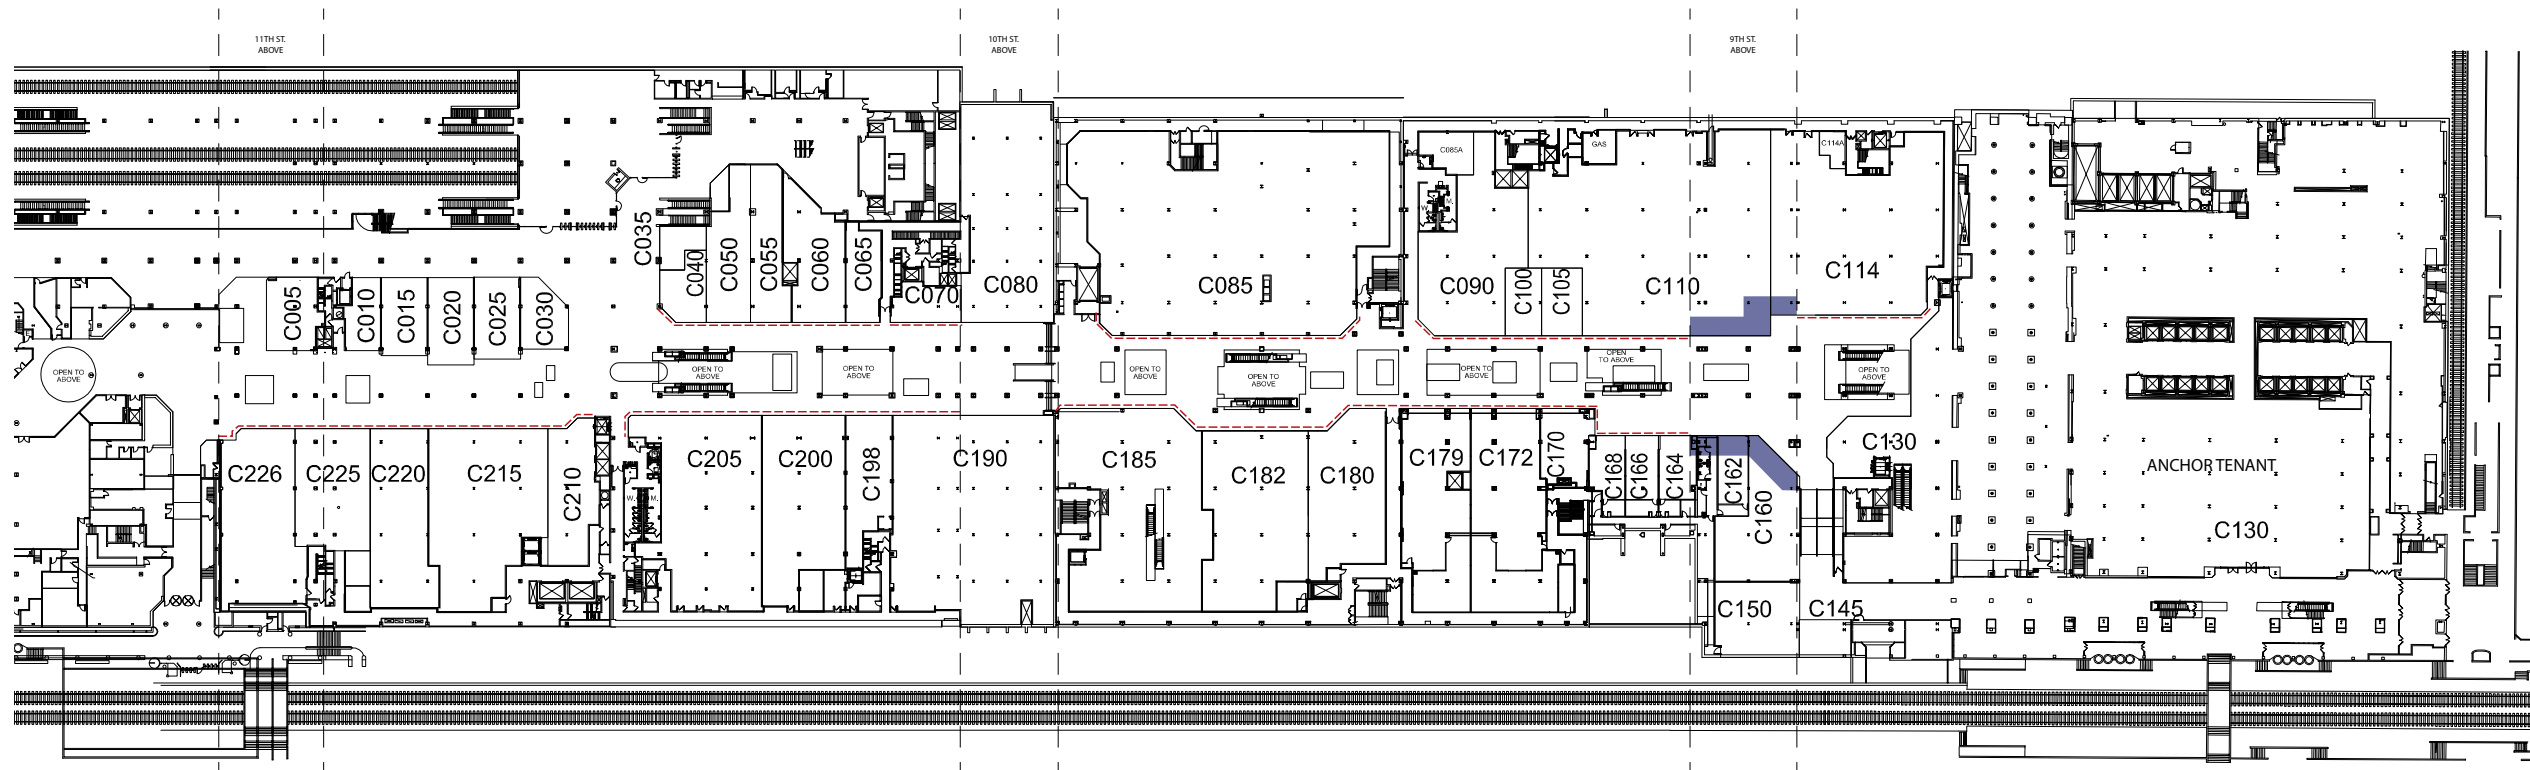 11TH ST.
ABOVE
10TH ST.
ABOVE
9TH ST.
ABOVE
C035
C040
C050
C055
C060
C065
C070
C080
C085
C085A
GAS
C114A
W.
M.
C090
C100
C105
C110
C114
C005
C010
C015
C020
C025
C030
OPEN TO
ABOVE
OPEN TO
ABOVE
OPEN TO
ABOVE
OPEN TO
ABOVE
OPEN TO
ABOVE
OPEN TO
ABOVE
OPEN
TO ABOVE
OPEN TO
ABOVE
C226
C225
C220
C215
C210
W.
M.
C205
C200
C198
C190
C185
C182
C180
C179
C172
C170
C168
C166
C164
C162
C160
C130
ANCHOR TENANT
C130
C150
C145